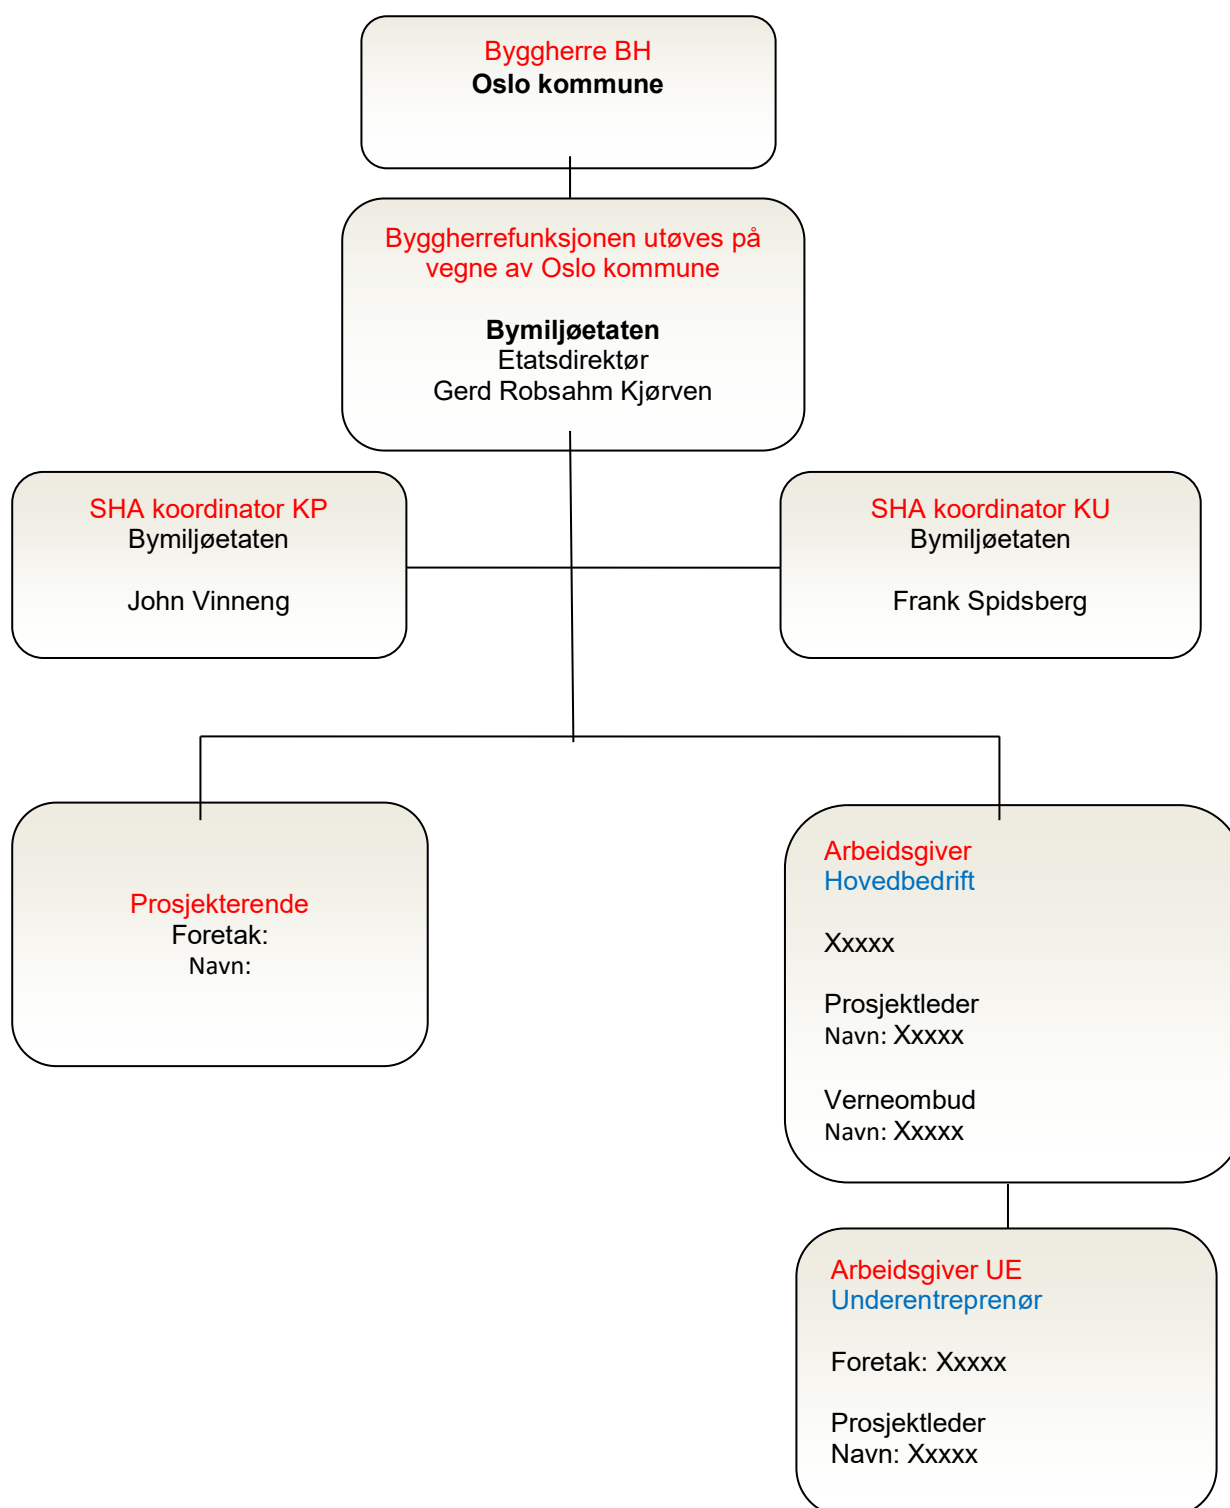 Byggherre BH
Oslo kommune
Byggherrefunksjonen utøves på
vegne av Oslo kommune
Bymiljøetaten
Etatsdirektør
Gerd Robsahm Kjørven
SHA koordinator KP
Bymiljøetaten
John Vinneng
SHA koordinator KU
Bymiljøetaten
Frank Spidsberg
Prosjekterende
Foretak:
Navn:
Arbeidsgiver
Hovedbedrift
Xxxxx
Prosjektleder
Navn: Xxxxx
Verneombud
Navn: Xxxxx
Arbeidsgiver UE
Underentreprenør
Foretak: Xxxxx
Prosjektleder
Navn: Xxxxx